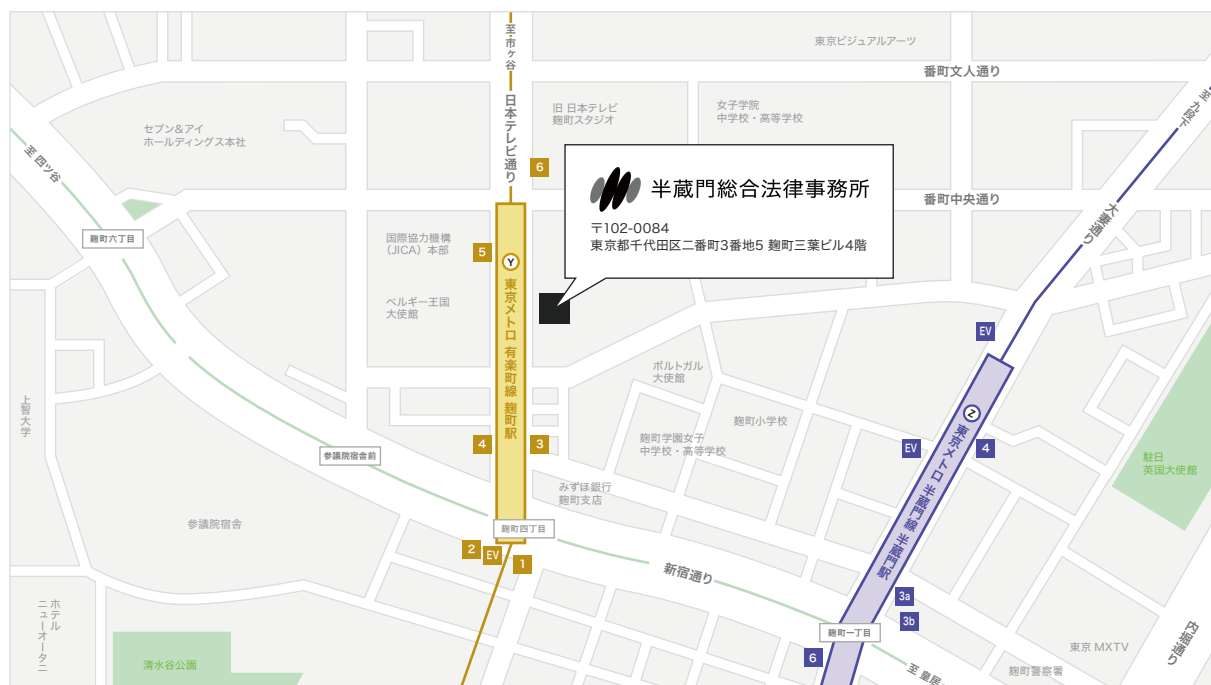 至市ヶ谷
東京ビジュアルアーツ
番町文人通り
至 九段下
日本テレビ通り
旧 日本テレビ
麹町スタジオ
女子学院
中学校・高等学校
セブン&アイ
ホールディングス本社
至 四ツ谷
6
半蔵門総合法律事務所
〒102-0084
東京都千代田区二番町3番地5 麹町三葉ビル4階
番町中央通り
大妻通り
麹町六丁目
国際協力機構
(JICA)本部
5
Y
東京メトロ 有楽町線 麹町駅
ベルギー王国
大使館
EV
ポルトガル
大使館
上智大学
麹町小学校
Z
東京メトロ 半蔵門線 半蔵門駅
麹町学園女子
中学校・高等学校
4
3
EV
4
参議院宿舎前
駐日
英国大使館
みずほ銀行
麹町支店
参議院宿舎
麹町四丁目
2
EV
1
新宿通り
3a
3b
ホテル
ニューオータニ
麹町一丁目
内堀通り
東京 MXTV
清水谷公園
6
至 皇居
麹町警察署